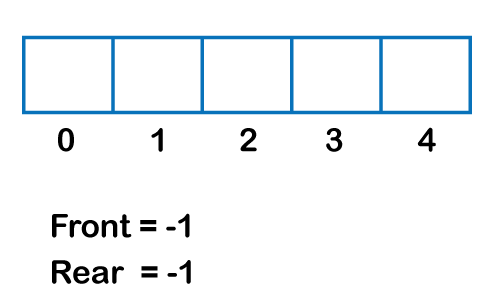 0 1 2 3 4
Front = -1
Rear = -1